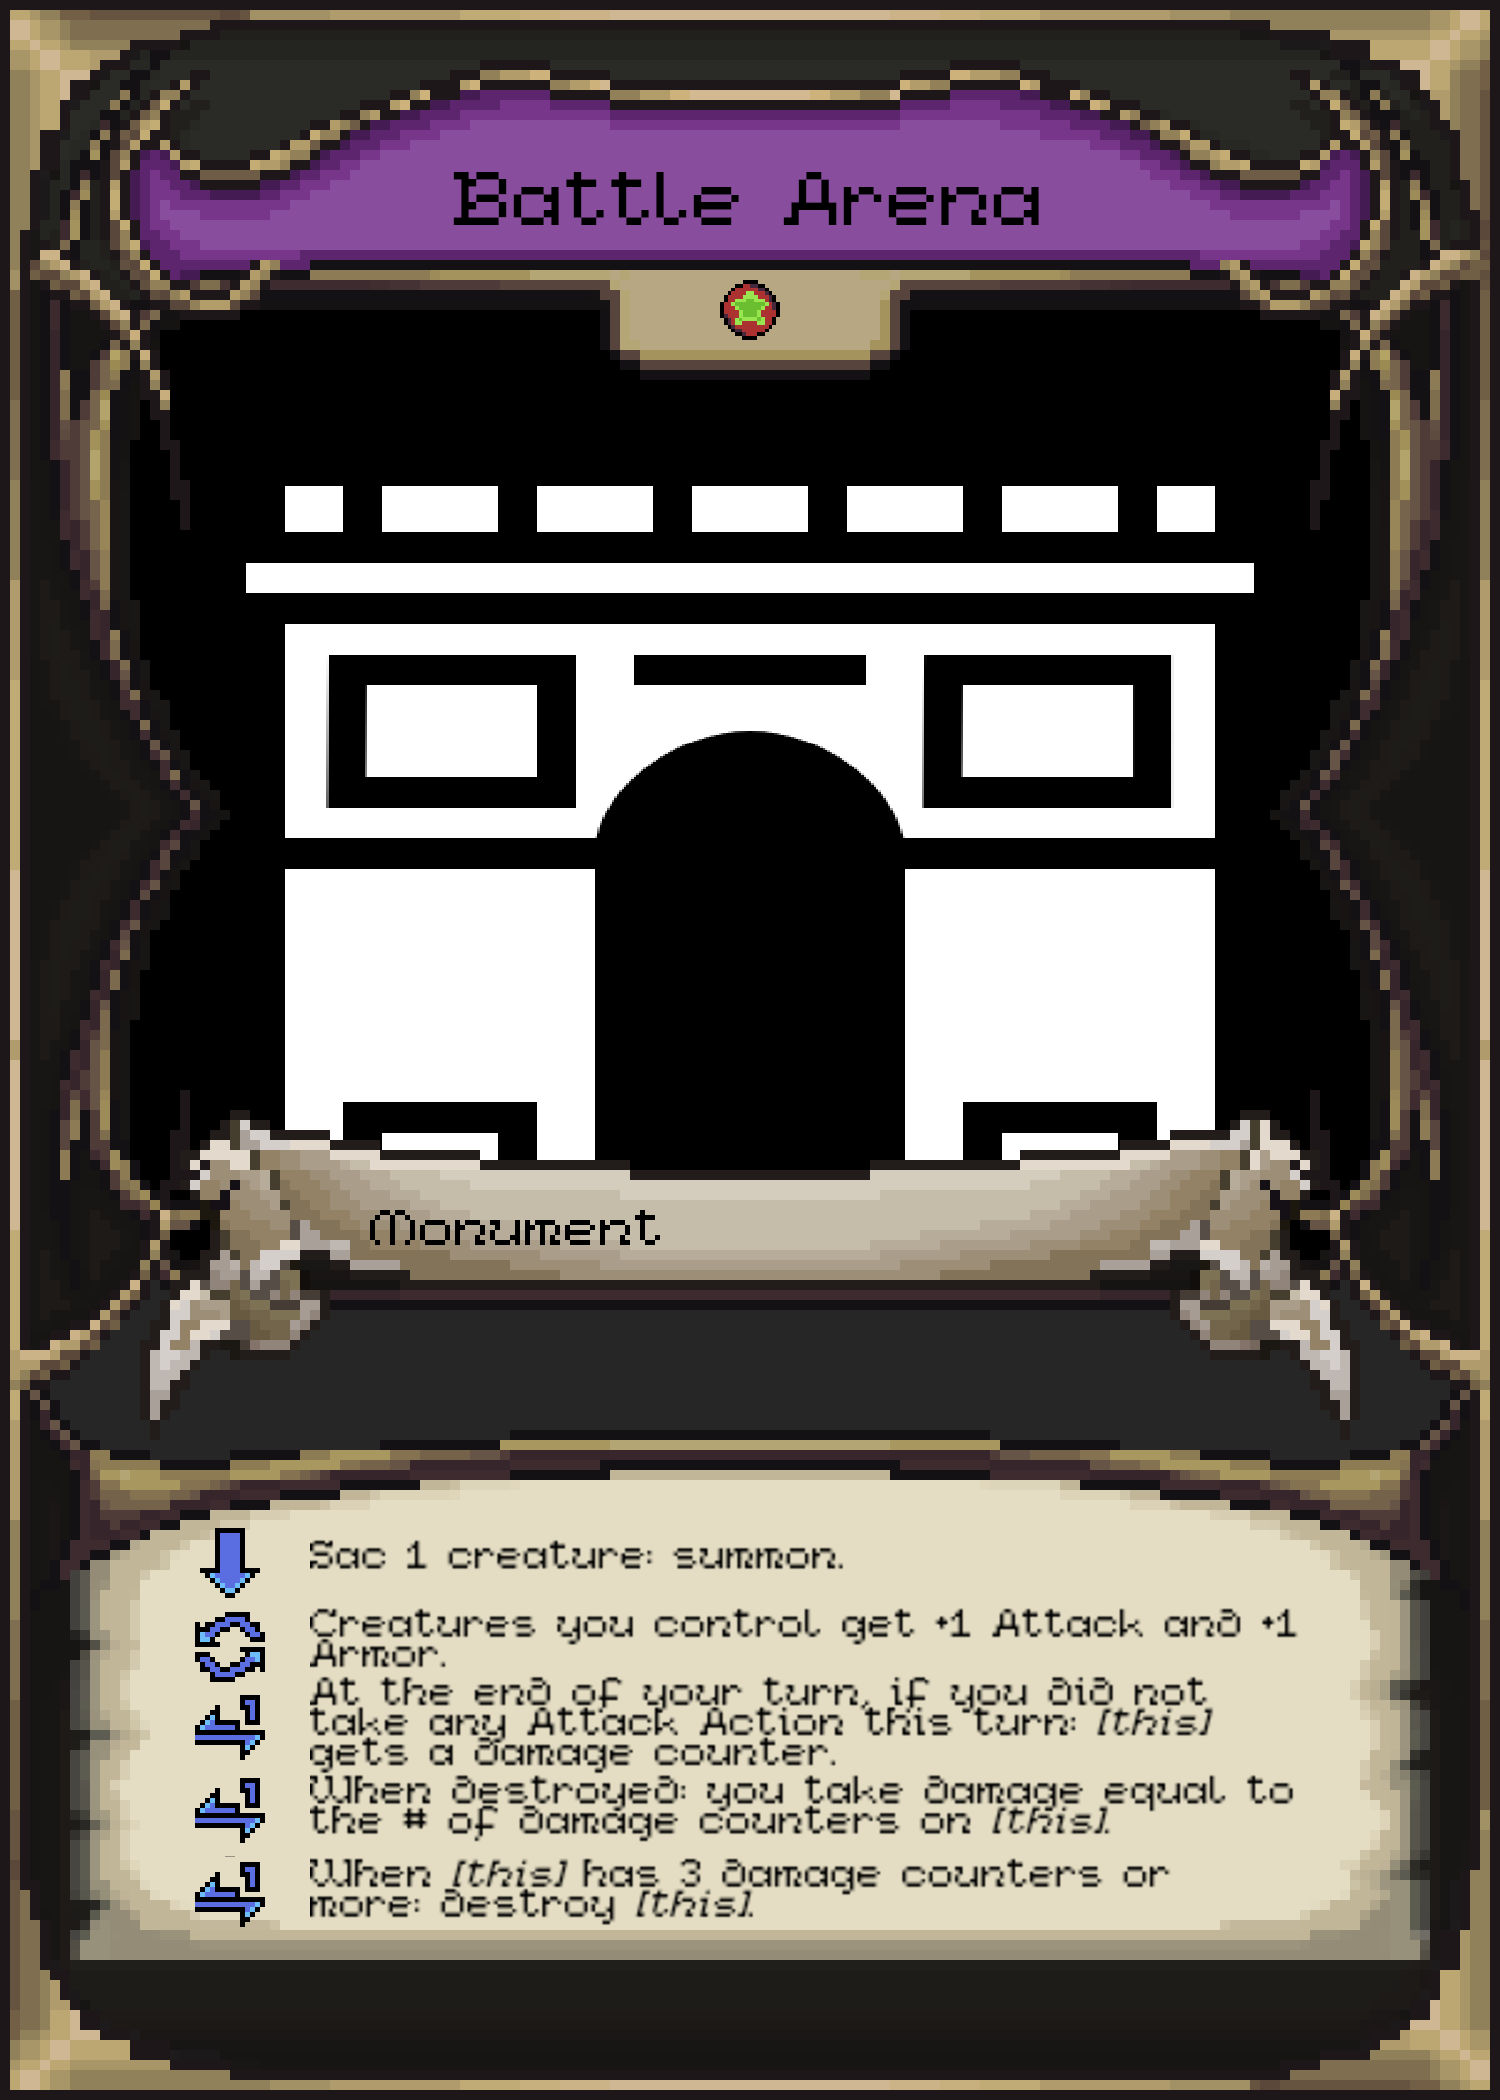 Battle Arena
Monument
Sac 1 creature: summon.
Creatures you control get +1 Attack and +1
Armor.
At the end of your turn, if you did not
take any Attack Action this turn: [this]
gets a damage counter.
When destroyed: you take damage equal to
the # of damage counters on [this].
When [this] has 3 damage counters or
more: destroy [this].